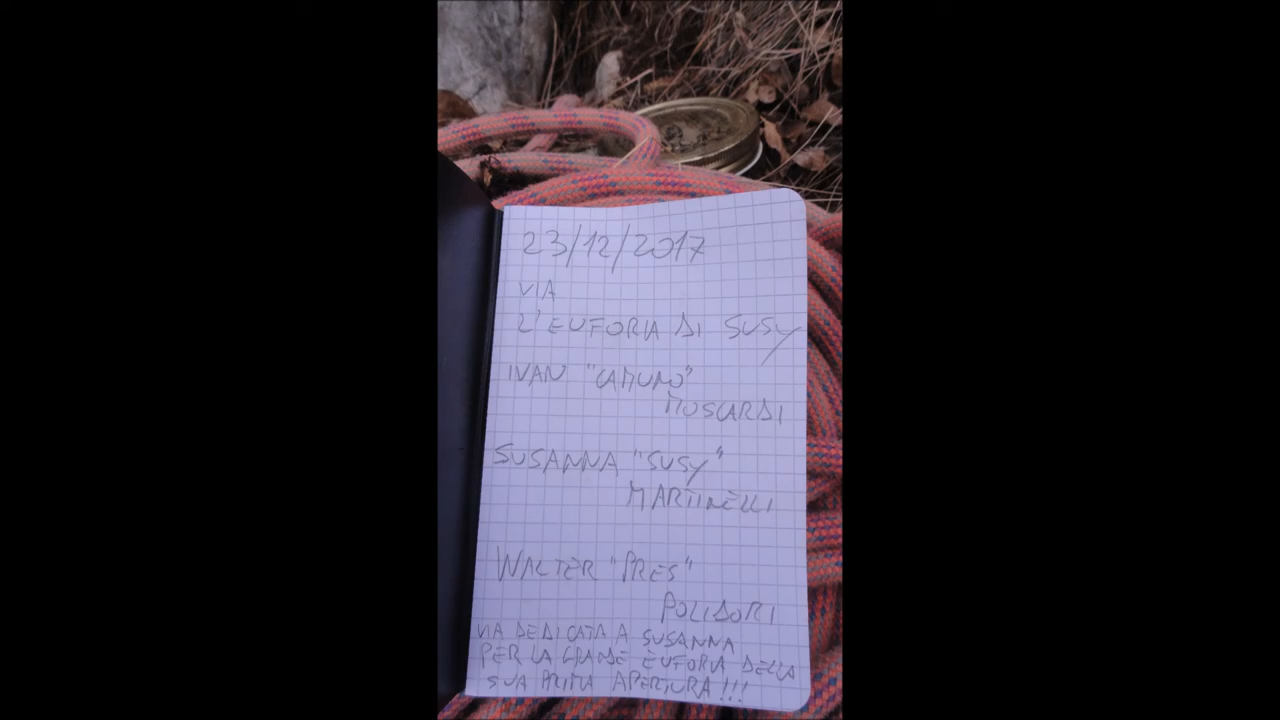 23/12/2017
VIA
L'EUFORIA DI SUSY
IVAN "CAMUNO"
MOSCARDI
SUSANNA "SUSY"
MARTINELLI
WALTER "PRES"
POLIDORI
VIA DEDICATA A SUSANNA
PER LA GRANDE EUFORIA DELLA
SUA PRIMA APERTURA!!!